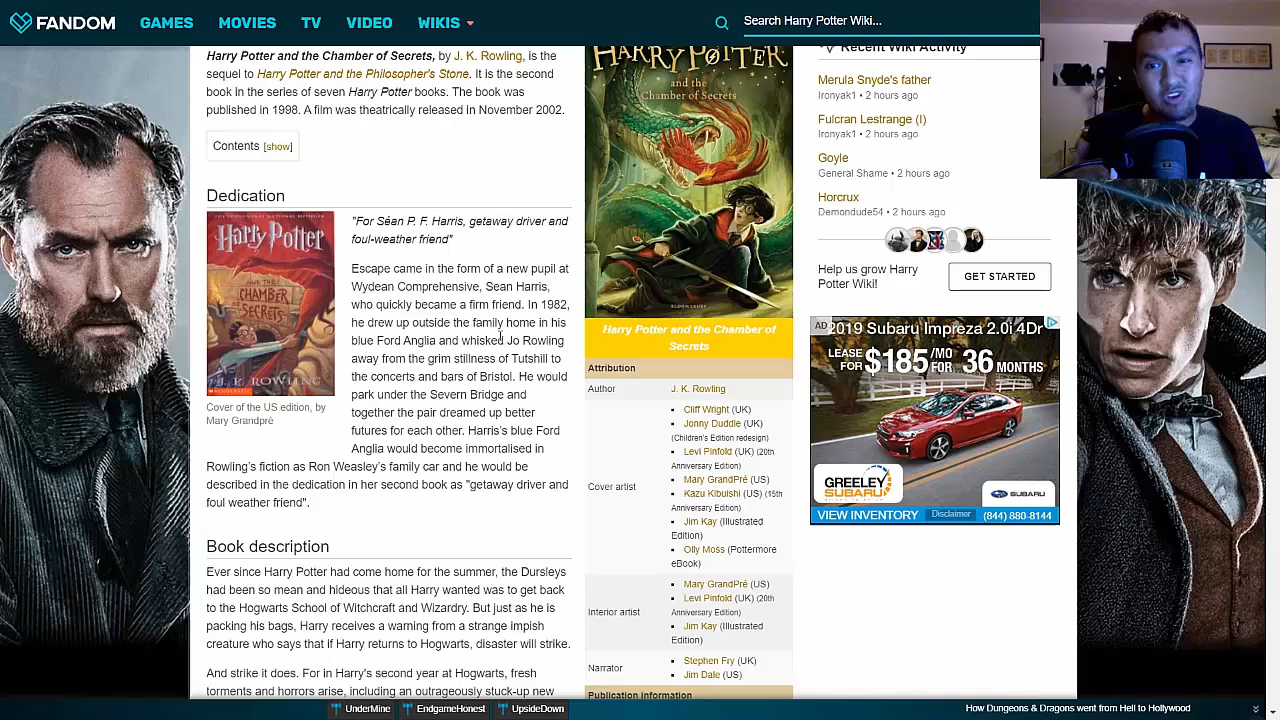 FANDOM
GAMES
MOVIES
TV
VIDEO
WIKIS
Search Harry Potter Wiki...
Harry Potter and the Chamber of Secrets, by J. K. Rowling, is the
sequel to Harry Potter and the Philosopher's Stone. It is the second
book in the series of seven Harry Potter books. The book was
published in 1998. A film was theatrically released in November 2002.
Contents [show]
Dedication
Harry Potter
AND THE
CHAMBER
OF
SECRETS
J. K. ROWLING
Cover of the US edition, by
Mary Grandpré
"For Séan P. F. Harris, getaway driver and
foul-weather friend"
Escape came in the form of a new pupil at
Wydean Comprehensive, Sean Harris,
who quickly became a firm friend. In 1982,
he drew up outside the family home in his
blue Ford Anglia and whisked Jo Rowling
away from the grim stillness of Tutshill to
the concerts and bars of Bristol. He would
park under the Severn Bridge and
together the pair dreamed up better
futures for each other. Harris's blue Ford
Anglia would become immortalised in
Rowling's fiction as Ron Weasley's family car and he would be
described in the dedication in her second book as "getaway driver and
foul weather friend".
Book description
Ever since Harry Potter had come home for the summer, the Dursleys
had been so mean and hideous that all Harry wanted was to get back
to the Hogwarts School of Witchcraft and Wizardry. But just as he is
packing his bags, Harry receives a warning from a strange impish
creature who says that if Harry returns to Hogwarts, disaster will strike.
And strike it does. For in Harry's second year at Hogwarts, fresh
torments and horrors arise, including an outrageously stuck-up new
HARRY POTTER
and the
Chamber of Secrets
BLOOMSBURY
Harry Potter and the Chamber of
Secrets
Attribution
Author
J. K. Rowling
Cover artist
Cliff Wright (UK)
Jonny Duddle (UK)
(Children's Edition redesign)
Levi Pinfold (UK) (20th
Anniversary Edition)
Mary GrandPré (US)
Kazu Kibuishi (US) (15th
Anniversary Edition)
Jim Kay (Illustrated
Edition)
Olly Moss (Pottermore
eBook)
Interior artist
Mary GrandPré (US)
Levi Pinfold (UK) (20th
Anniversary Edition)
Jim Kay (Illustrated
Edition)
Narrator
Stephen Fry (UK)
Jim Dale (US)
Publication information
Recent Wiki Activity
Merula Snyde's father
Ironyak1 • 2 hours ago
Fulcran Lestrange (I)
Ironyak1 • 2 hours ago
Goyle
General Shame • 2 hours ago
Horcrux
Demondude54 • 2 hours ago
Help us grow Harry
Potter Wiki!
GET STARTED
AD
2019 Subaru Impreza 2.0i 4Dr
LEASE
FOR
$185
/MO
FOR
36
MONTHS
GREELEY
SUBARU
SUBARU
VIEW INVENTORY
Disclaimer
(844) 880-8144
UnderMine
EndgameHonest
UpsideDown
How Dungeons & Dragons went from Hell to Hollywood